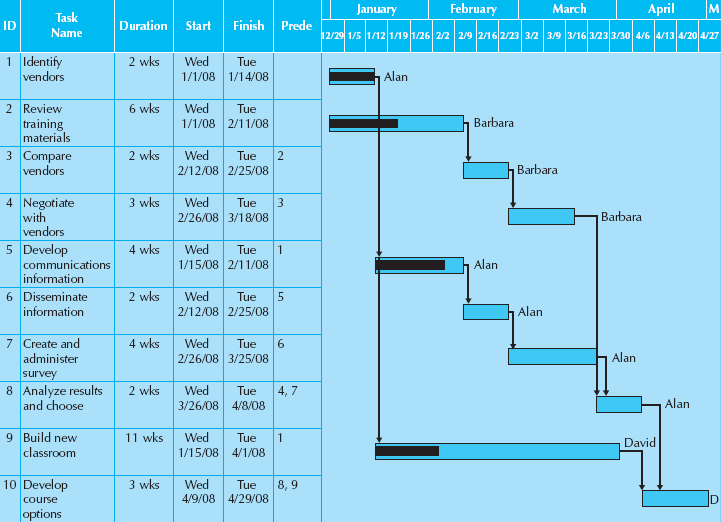 January February March April M
ID Task Name Duration Start Finish Prede
12/29 1/5 1/12 1/19 1/26 2/2 2/9 2/16 2/23 3/2 3/9 3/16 3/23 3/30 4/6 4/13 4/20 4/27
1 Identify vendors 2 wks Wed 1/1/08 Tue 1/14/08 Alan
2 Review training materials 6 wks Wed 1/1/08 Tue 2/11/08 Barbara
3 Compare vendors 2 wks Wed 2/12/08 Tue 2/25/08 2 Barbara
4 Negotiate with vendors 3 wks Wed 2/26/08 Tue 3/18/08 3 Barbara
5 Develop communications information 4 wks Wed 1/15/08 Tue 2/11/08 1 Alan
6 Disseminate information 2 wks Wed 2/12/08 Tue 2/25/08 5 Alan
7 Create and administer survey 4 wks Wed 2/26/08 Tue 3/25/08 6 Alan
8 Analyze results and choose 2 wks Wed 3/26/08 Tue 4/8/08 4, 7 Alan
9 Build new classroom 11 wks Wed 1/15/08 Tue 4/1/08 1 David
10 Develop course options 3 wks Wed 4/9/08 Tue 4/29/08 8, 9 D